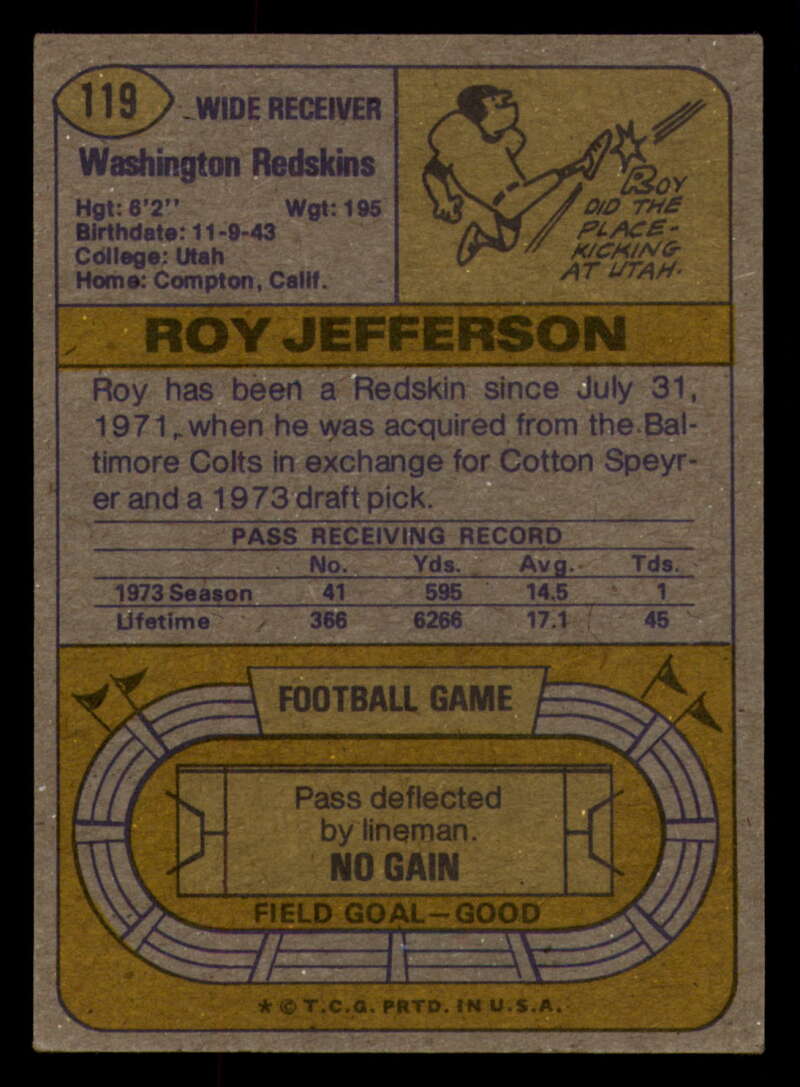 119
WIDE RECEIVER
Washington Redskins
Hgt: 6'2'' Wgt: 195
Birthdate: 11-9-43
College: Utah
Home: Compton, Calif.
ROY
DID THE
PLACE-
KICKING
AT UTAH.
ROY JEFFERSON
Roy has been a Redskin since July 31,
1971, when he was acquired from the Bal-
timore Colts in exchange for Cotton Speyr-
er and a 1973 draft pick.
PASS RECEIVING RECORD
No. Yds. Avg. Tds.
1973 Season 41 595 14.5 1
Lifetime 366 6266 17.1 45
FOOTBALL GAME
Pass deflected
by lineman.
NO GAIN
FIELD GOAL—GOOD
* © T.C.G. PRTD. IN U.S.A.